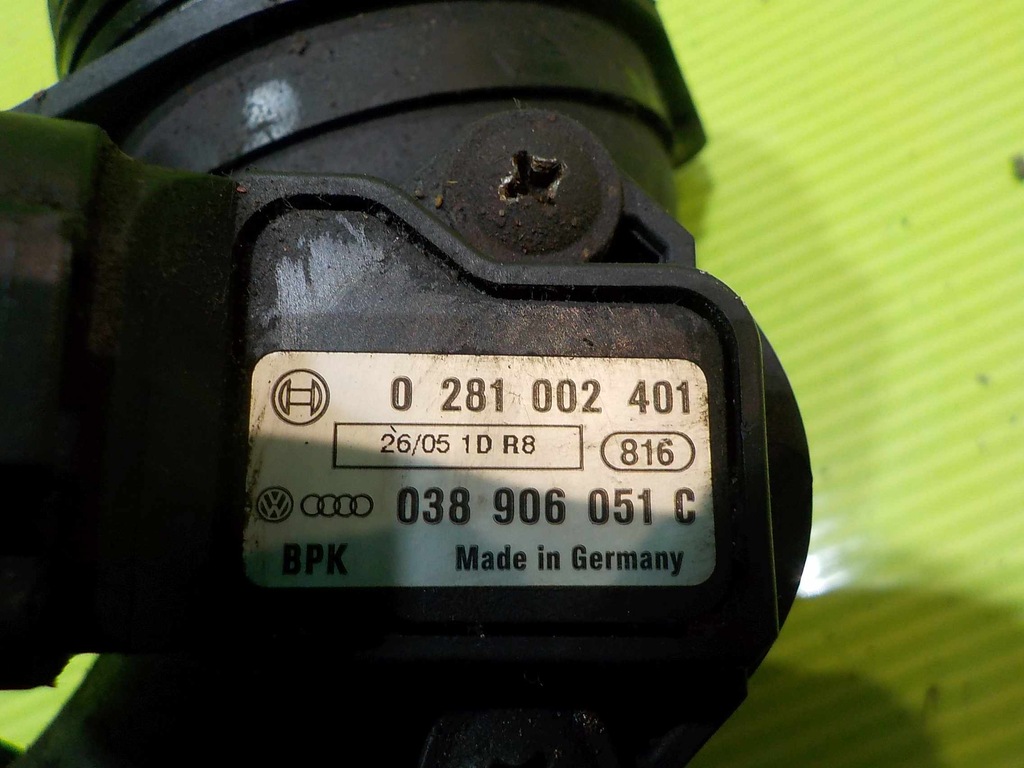 0 281 002 401
26/05 1D R8 816
038 906 051 C
BPK Made in Germany